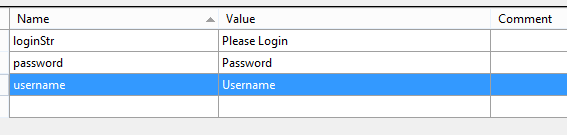 Name Value Comment
loginStr Please Login
password Password
username Username